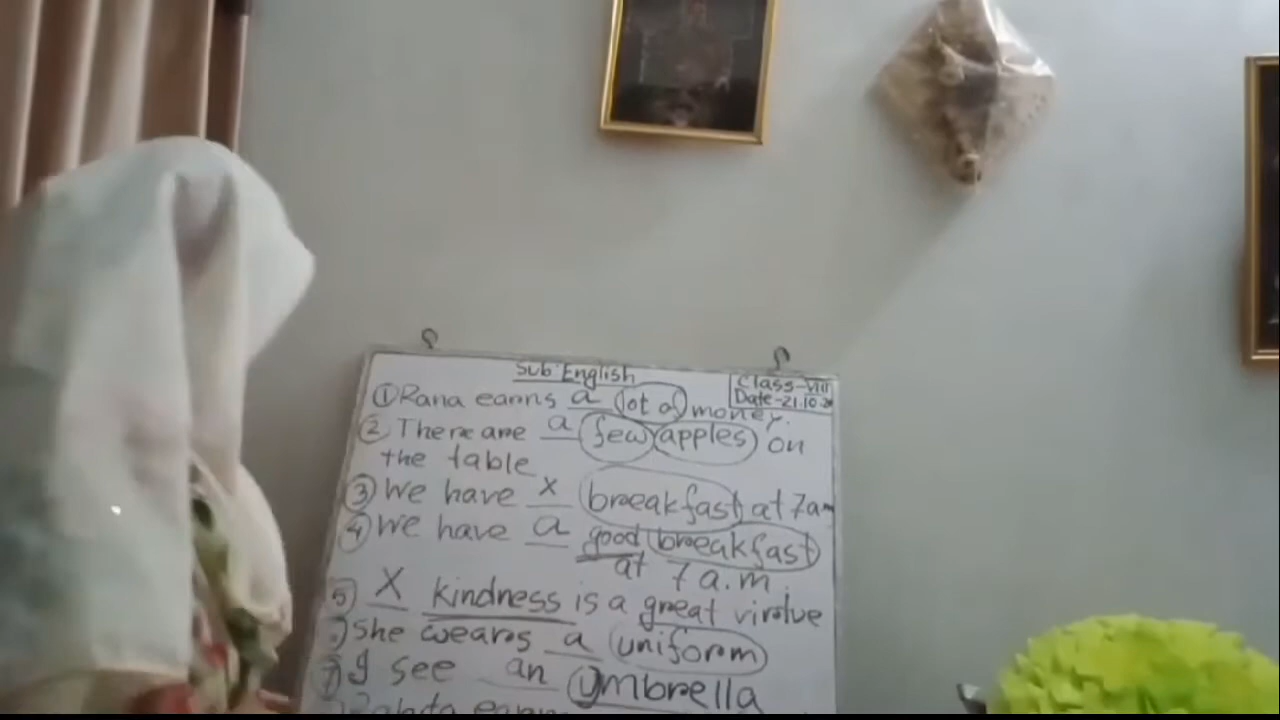 Sub: English
Class-VIII
Date-21.10.20
① Rana earns a lot of money.
② There are a few apples on
the table
③ We have x breakfast at 7am
④ We have a good breakfast
at 7 a.m.
⑤ X kindness is a great virtue
She wears a uniform
⑦ I see an Umbrella